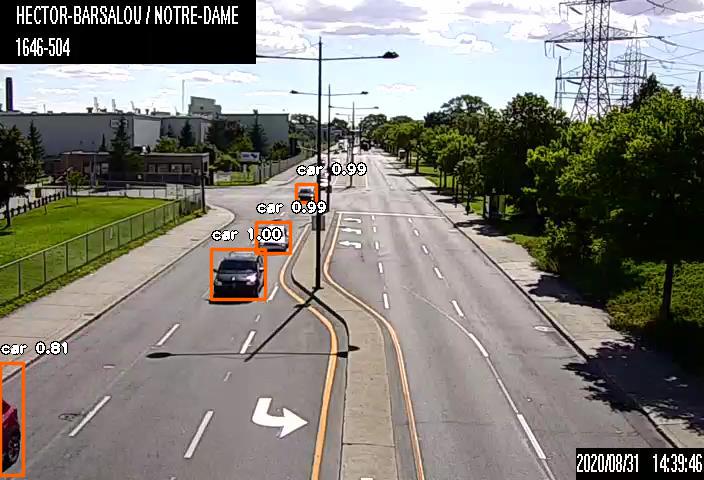 HECTOR-BARSALOU / NOTRE-DAME
1646-504
car 0.99
car 0.99
car 1.00
car 0.81
2020/08/31 14:39:46